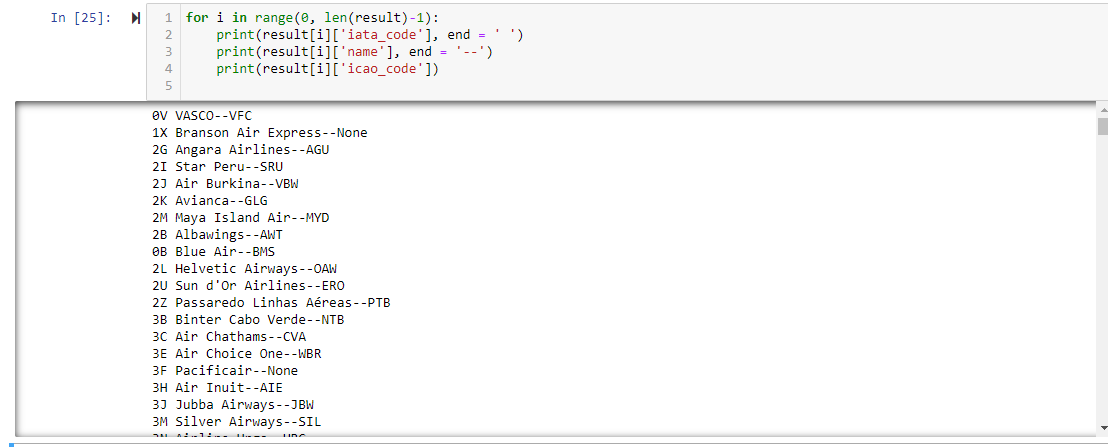 In [25]:
1 for i in range(0, len(result)-1):
2     print(result[i]['iata_code'], end = ' ')
3     print(result[i]['name'], end = '--')
4     print(result[i]['icao_code'])
5
0V VASCO--VFC
1X Branson Air Express--None
2G Angara Airlines--AGU
2I Star Peru--SRU
2J Air Burkina--VBW
2K Avianca--GLG
2M Maya Island Air--MYD
2B Albawings--AWT
0B Blue Air--BMS
2L Helvetic Airways--OAW
2U Sun d'Or Airlines--ERO
2Z Passaredo Linhas Aéreas--PTB
3B Binter Cabo Verde--NTB
3C Air Chathams--CVA
3E Air Choice One--WBR
3F Pacificair--None
3H Air Inuit--AIE
3J Jubba Airways--JBW
3M Silver Airways--SIL